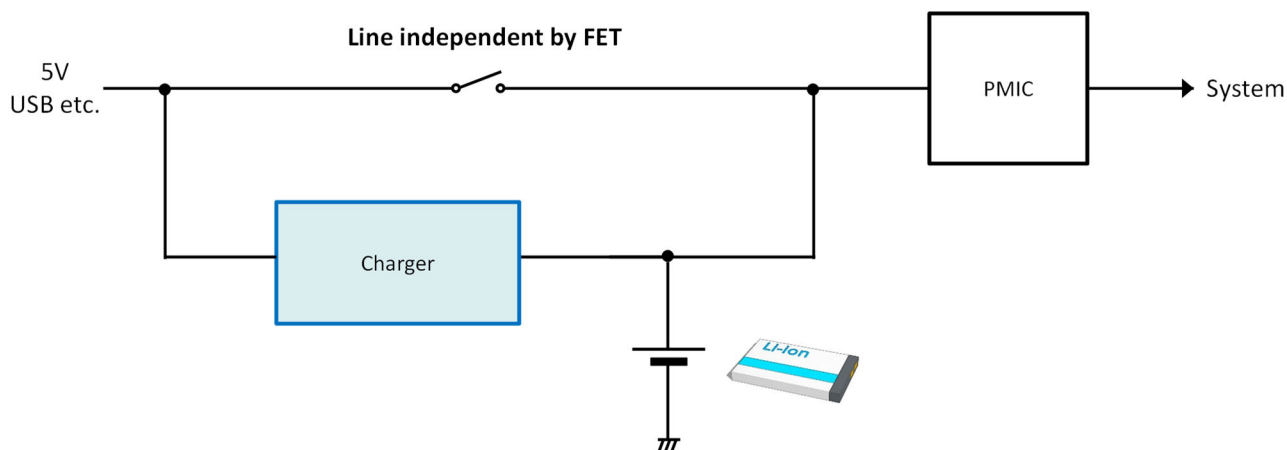 Line independent by FET
5V
USB etc.
PMIC
System
Charger
Li-ion